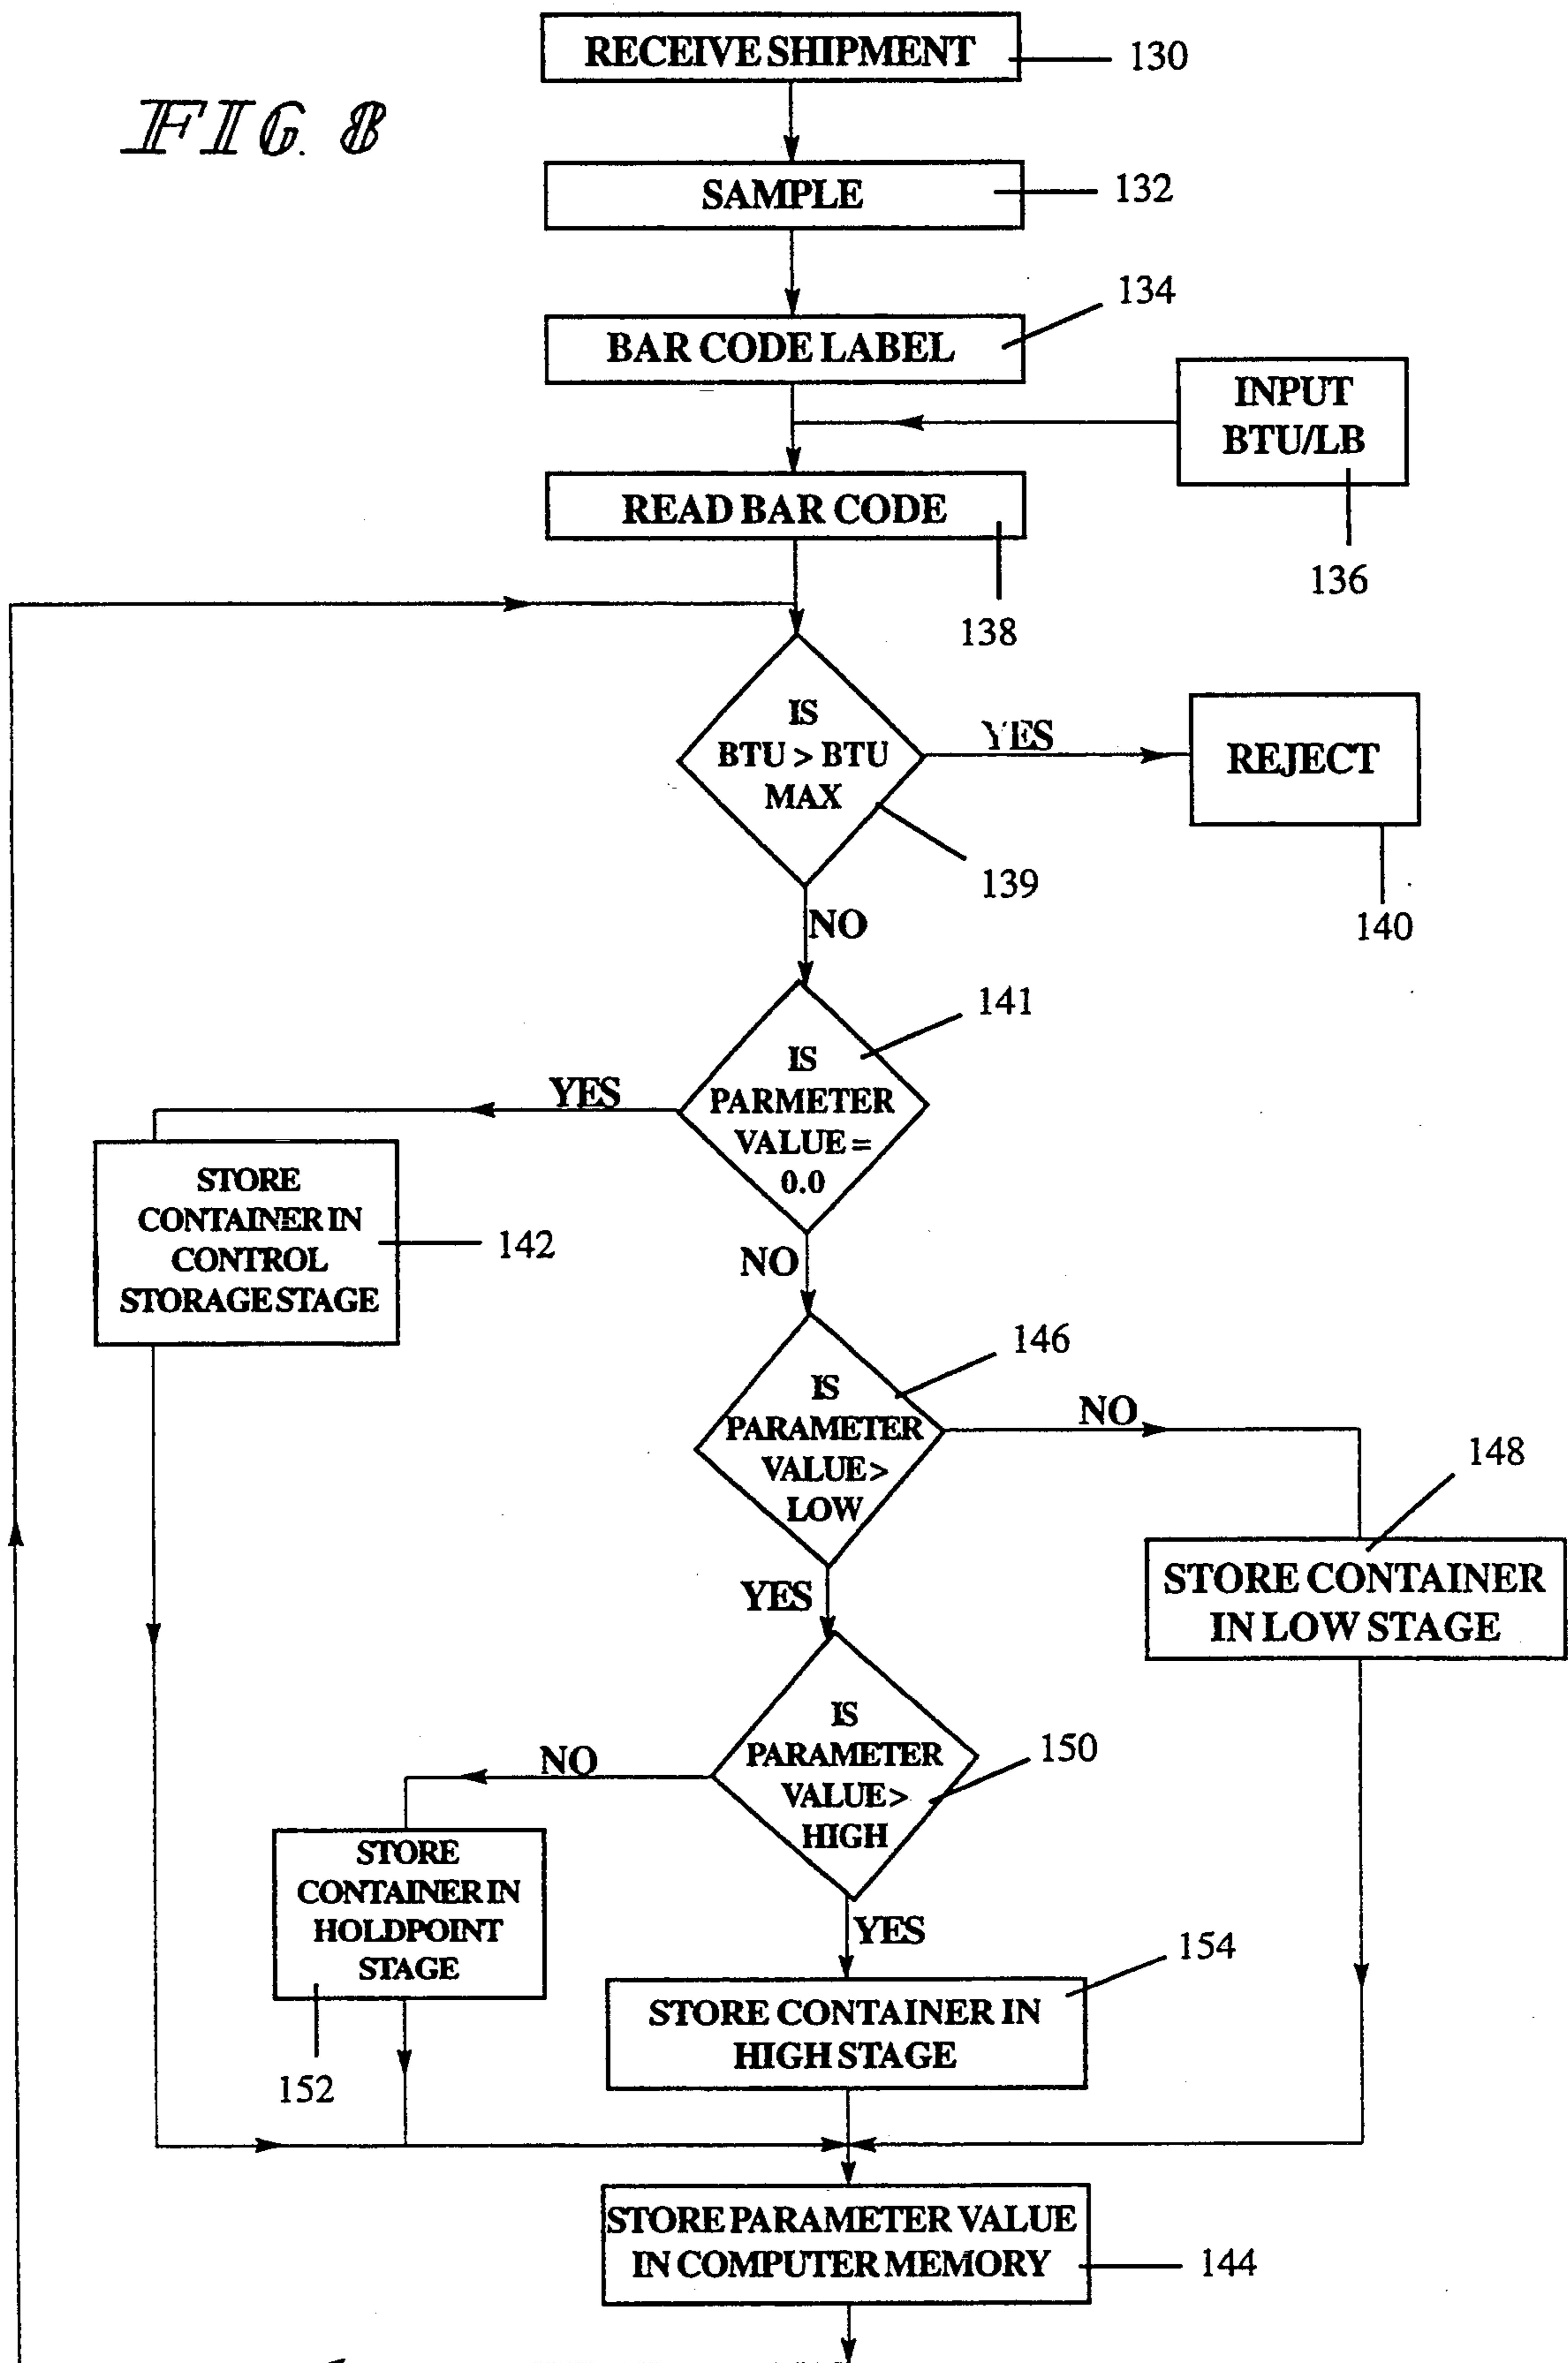 FIG. 8
RECEIVE SHIPMENT
130
SAMPLE
132
134
BAR CODE LABEL
INPUT
BTU/LB
136
READ BAR CODE
138
IS
BTU > BTU
MAX
139
YES
REJECT
140
NO
141
IS
PARMETER
VALUE =
0.0
YES
STORE
CONTAINER IN
CONTROL
STORAGE STAGE
142
NO
146
IS
PARAMETER
VALUE >
LOW
NO
148
STORE CONTAINER
IN LOW STAGE
YES
IS
PARAMETER
VALUE >
HIGH
150
NO
STORE
CONTAINER IN
HOLDPOINT
STAGE
152
YES
154
STORE CONTAINER IN
HIGH STAGE
STORE PARAMETER VALUE
IN COMPUTER MEMORY
144